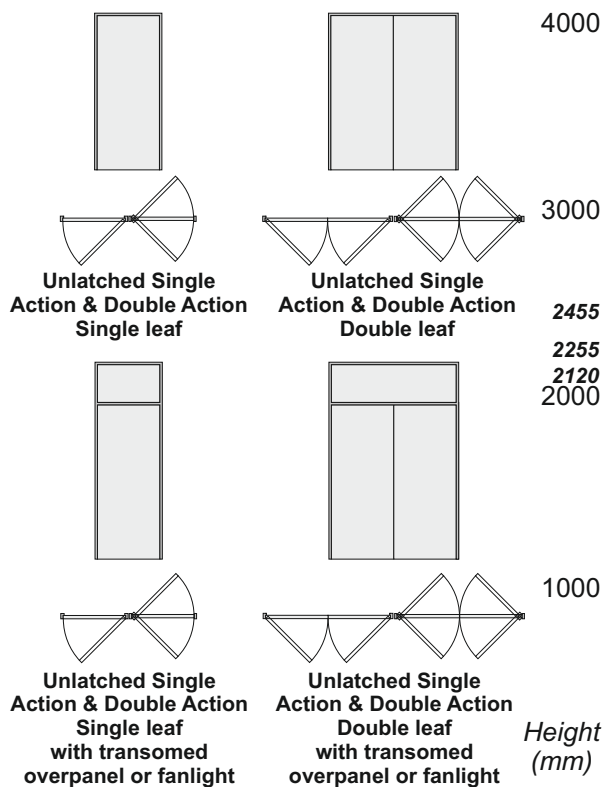 4000
3000
Unlatched Single
Action & Double Action
Single leaf
Unlatched Single
Action & Double Action
Double leaf
2455
2255
2120
2000
1000
Unlatched Single
Action & Double Action
Single leaf
with transomed
overpanel or fanlight
Unlatched Single
Action & Double Action
Double leaf
with transomed
overpanel or fanlight
Height
(mm)